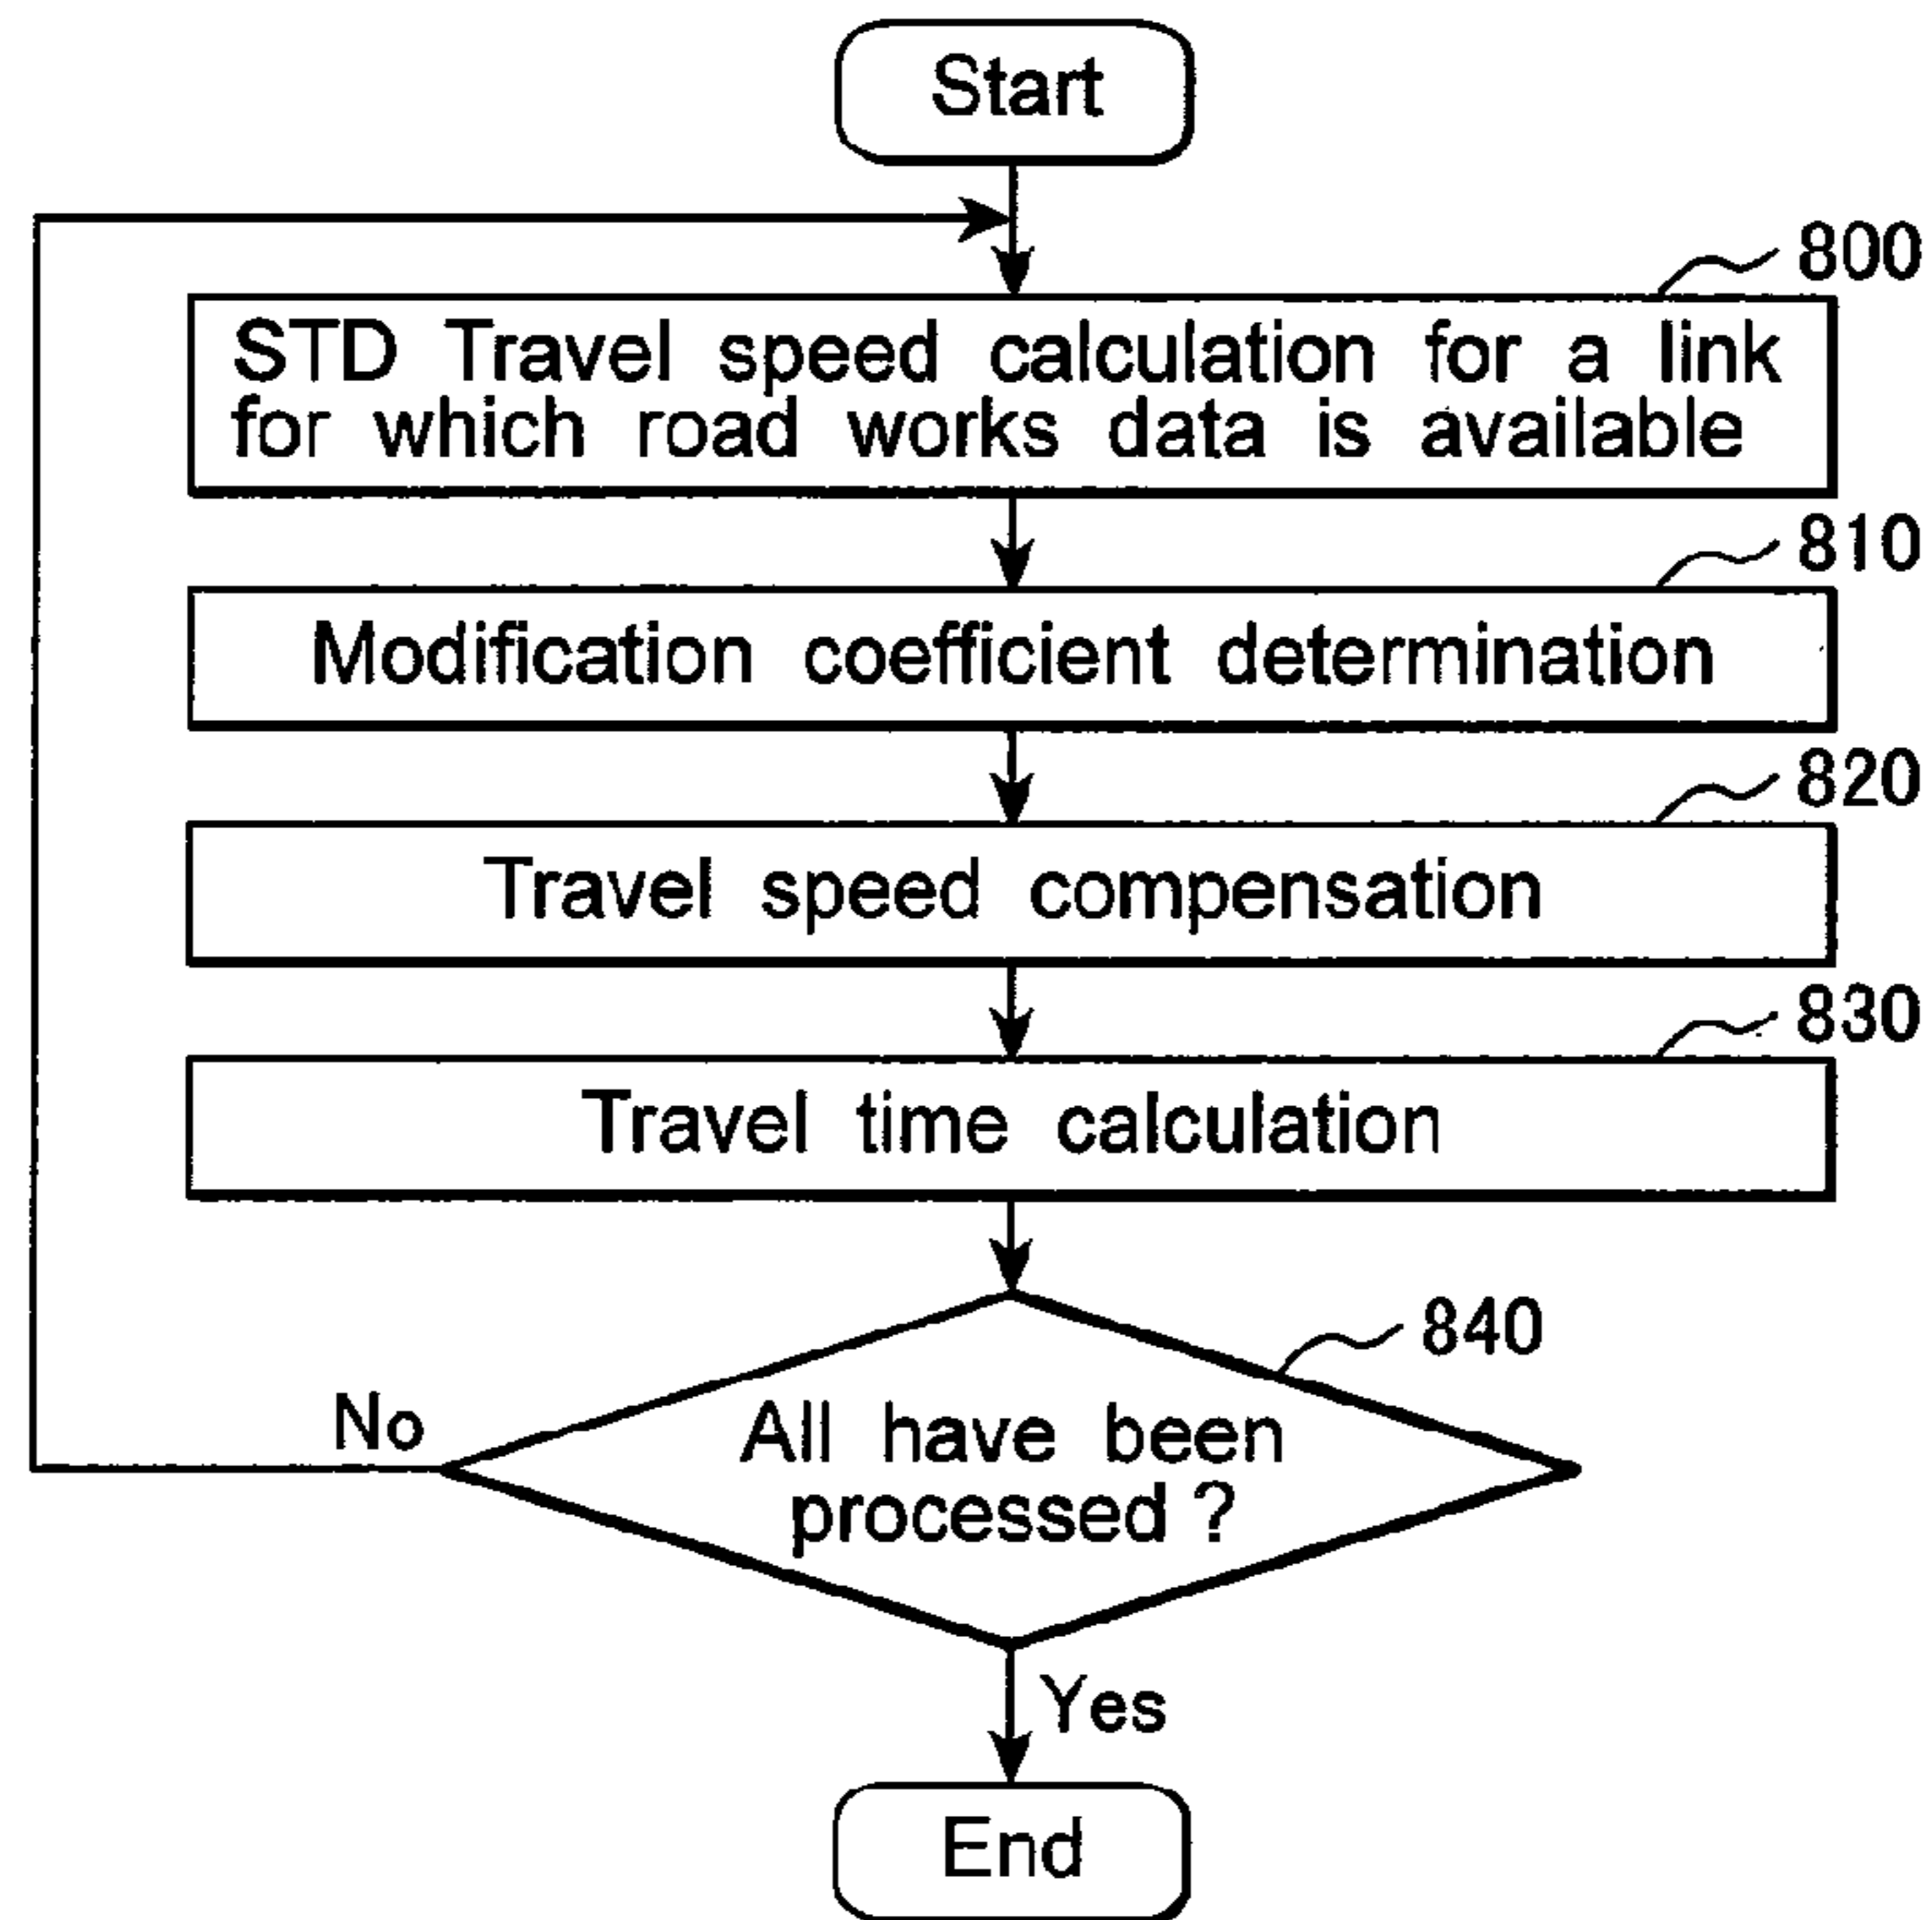 Start
800
STD Travel speed calculation for a link
for which road works data is available
810
Modification coefficient determination
820
Travel speed compensation
830
Travel time calculation
840
No
All have been
processed ?
Yes
End